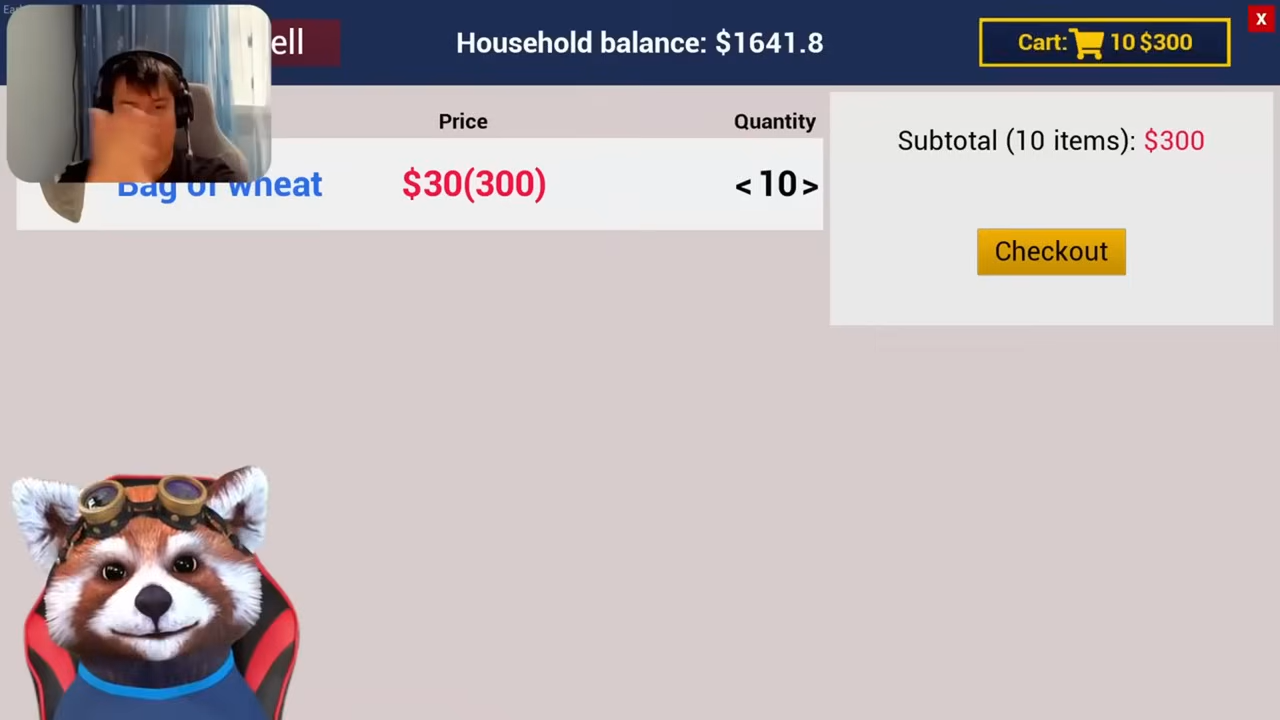 ell
Household balance: $1641.8
Cart: 10 $300
X
Price
Quantity
Subtotal (10 items): $300
Bag of wheat
$30(300)
< 10 >
Checkout